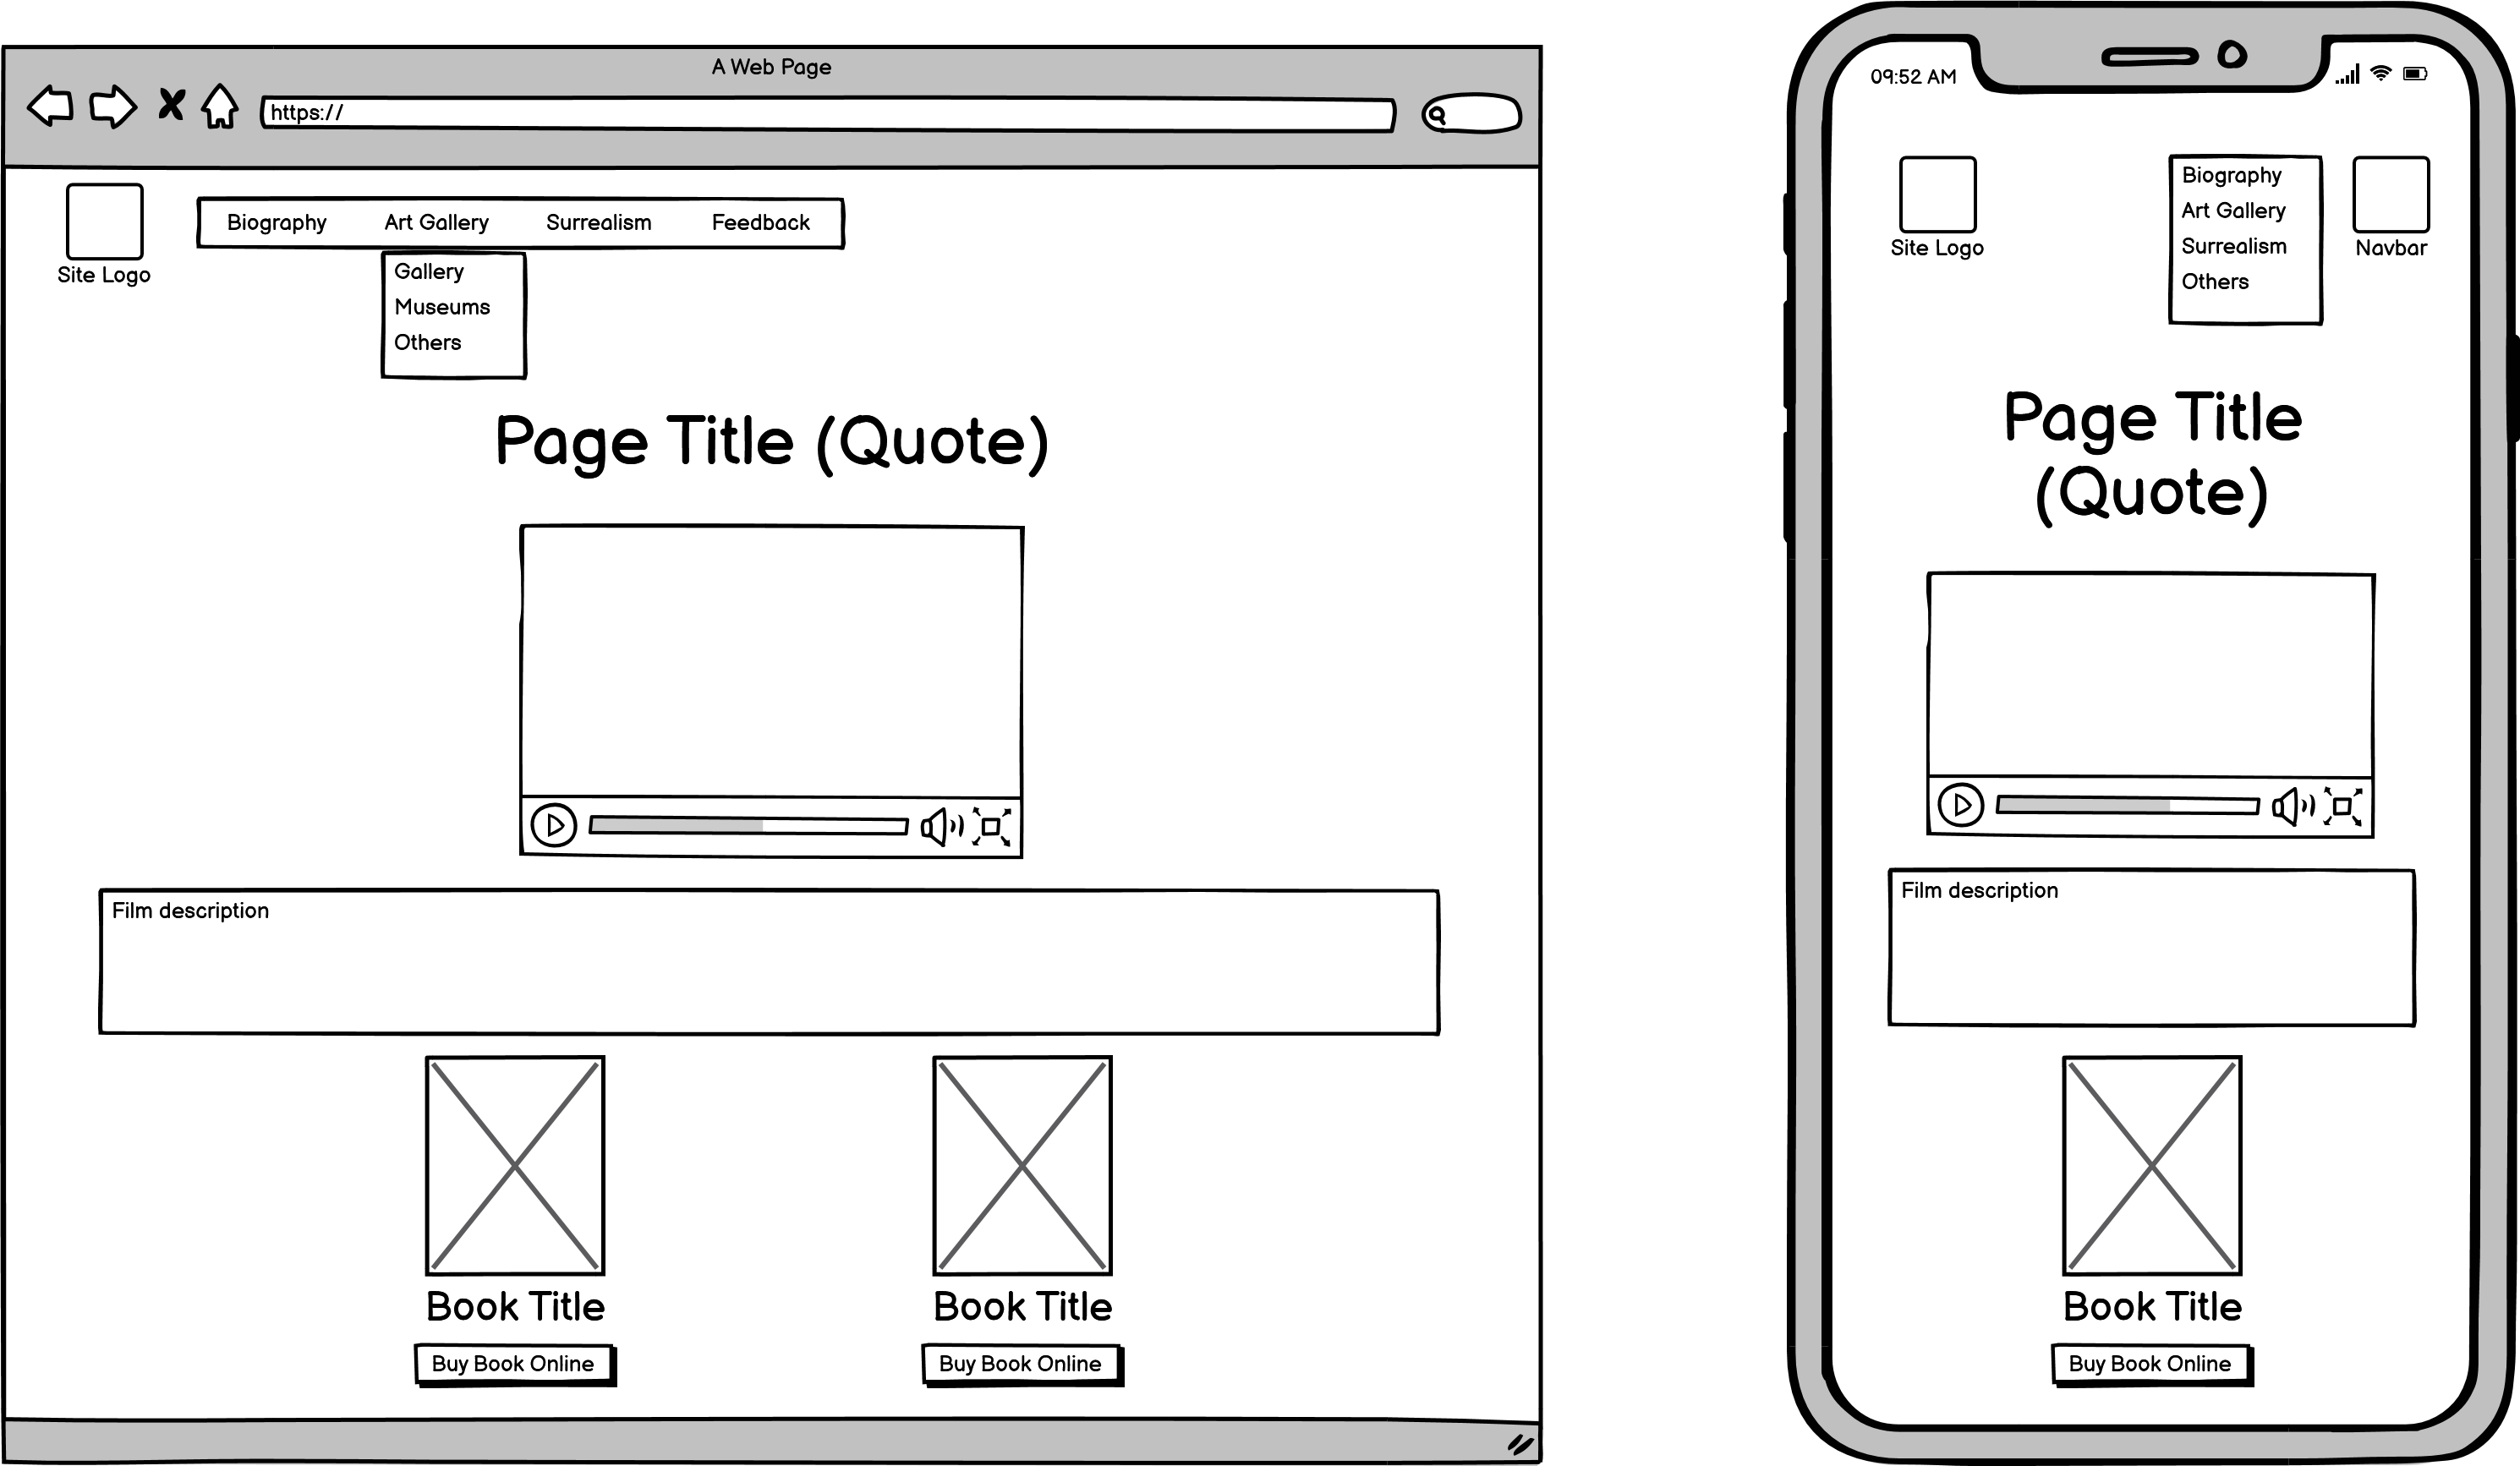 A Web Page
https://
Biography Art Gallery Surrealism Feedback
Site Logo
Gallery
Museums
Others
Page Title (Quote)
Film description
Book Title Book Title
Buy Book Online Buy Book Online
09:52 AM
Site Logo
Biography
Art Gallery
Surrealism
Others
Navbar
Page Title
(Quote)
Film description
Book Title
Buy Book Online